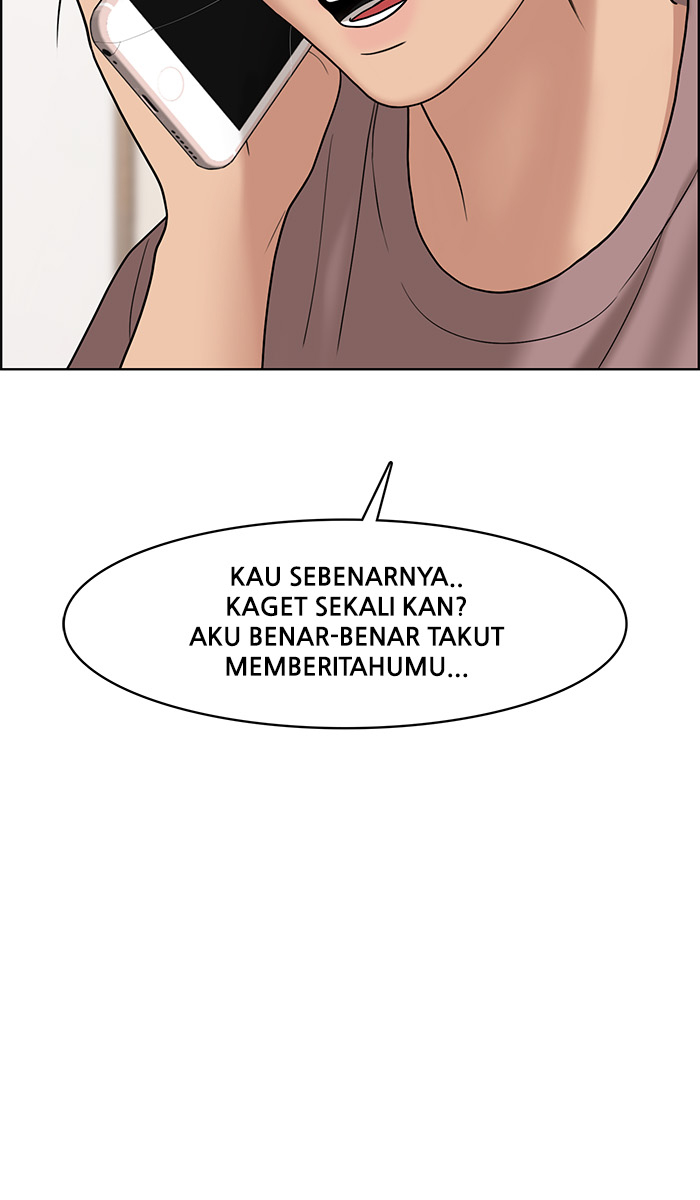 KAU SEBENARNYA..
KAGET SEKALI KAN?
AKU BENAR-BENAR TAKUT
MEMBERITAHUMU...